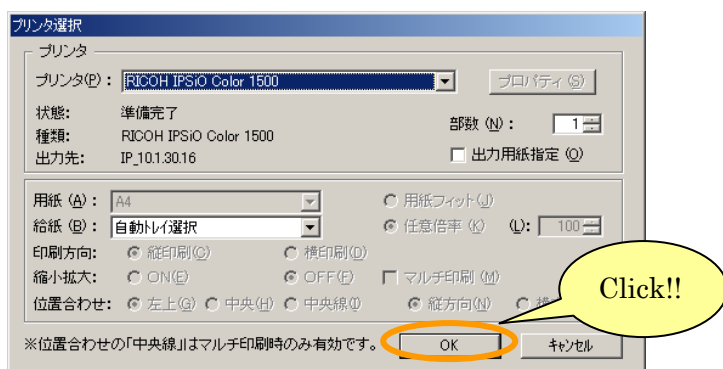 プリンタ選択
プリンタ
プリンタ(P): RICOH IPSiO Color 1500 プロパティ(S)
状態: 準備完了
部数(N): 1
種類: RICOH IPSiO Color 1500
出力先: IP_10.1.30.16
出力用紙指定(O)
用紙(A): A4 用紙フィット(J)
給紙(B): 自動トレイ選択 任意倍率(K) (L): 100
印刷方向: 縦印刷(C) 横印刷(D)
縮小拡大: ON(E) OFF(F) マルチ印刷(M)
Click!!
位置合わせ: 左上(G) 中央(H) 中央線(I) 縦方向(N)
※位置合わせの「中央線」はマルチ印刷時のみ有効です。 OK キャンセル